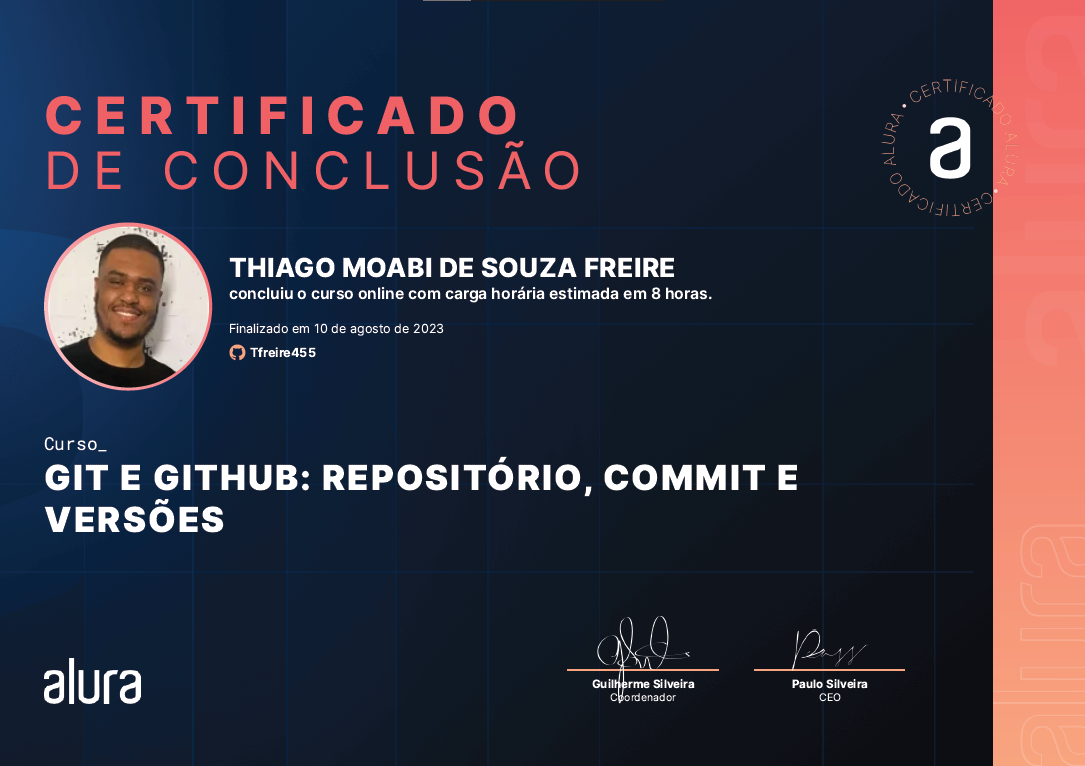 CERTIFICADO
DE CONCLUSÃO
CERTIFICADO ALURA • CERTIFICADO ALURA •
a
THIAGO MOABI DE SOUZA FREIRE
concluiu o curso online com carga horária estimada em 8 horas.
Finalizado em 10 de agosto de 2023
Tfreire455
Curso_
GIT E GITHUB: REPOSITÓRIO, COMMIT E
VERSÕES
alura
Guilherme Silveira
Coordenador
Paulo Silveira
CEO
alura
alura